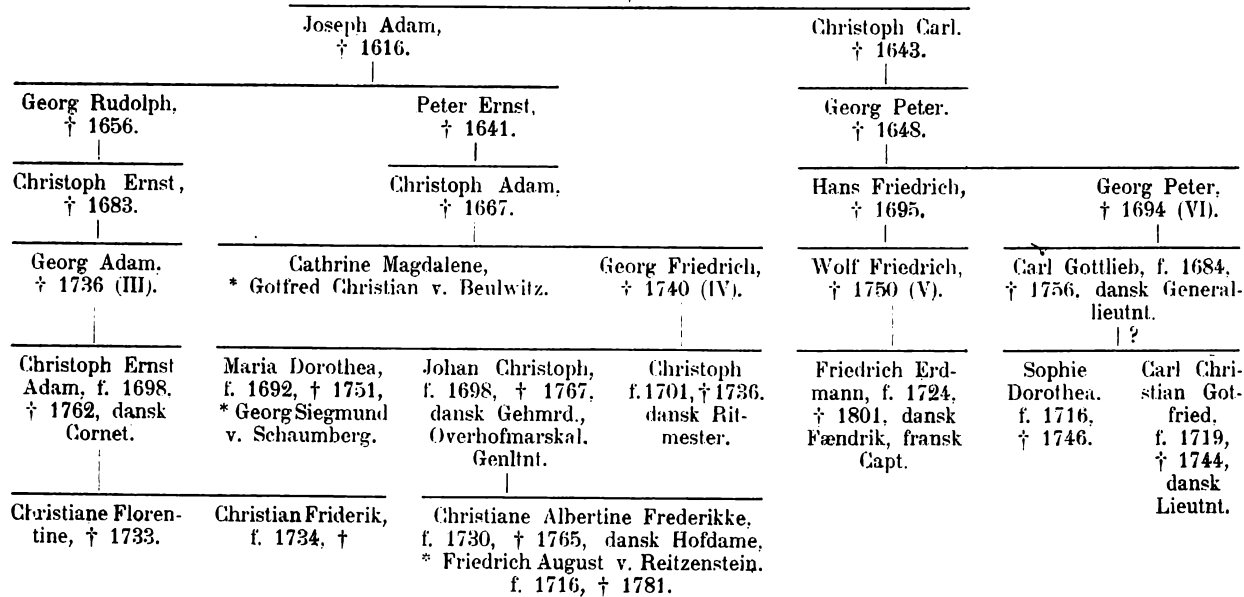 Joseph Adam,
† 1616.
Christoph Carl.
† 1643.
Georg Rudolph,
† 1656.
Peter Ernst,
† 1641.
Georg Peter.
† 1648.
Christoph Ernst,
† 1683.
Christoph Adam,
† 1667.
Hans Friedrich,
† 1695.
Georg Peter,
† 1694 (VI).
Georg Adam,
† 1736 (III).
Cathrine Magdalene,
* Gotfred Christian v. Beulwitz.
Georg Friedrich,
† 1740 (IV).
Wolf Friedrich,
† 1750 (V).
Carl Gottlieb, f. 1684,
† 1756, dansk General-
lieutnt.
?
Christoph Ernst
Adam, f. 1698.
† 1762, dansk
Cornet.
Maria Dorothea,
f. 1692, † 1751,
* Georg Siegmund
v. Schaumberg.
Johan Christoph,
f. 1698, † 1767,
dansk Gehmrd.,
Overhofmarskal.
Genltnt.
Christoph
f. 1701, † 1736.
dansk Rit-
mester.
Friedrich Erd-
mann, f. 1724,
† 1801, dansk
Fændrik, fransk
Capt.
Sophie
Dorothea.
f. 1716,
† 1746.
Carl Chri-
stian Got-
fried,
f. 1719,
† 1744,
dansk
Lieutnt.
Christiane Floren-
tine, † 1733.
Christian Friderik,
f. 1734, †
Christiane Albertine Frederikke,
f. 1730, † 1765, dansk Hofdame,
* Friedrich August v. Reitzenstein.
f. 1716, † 1781.